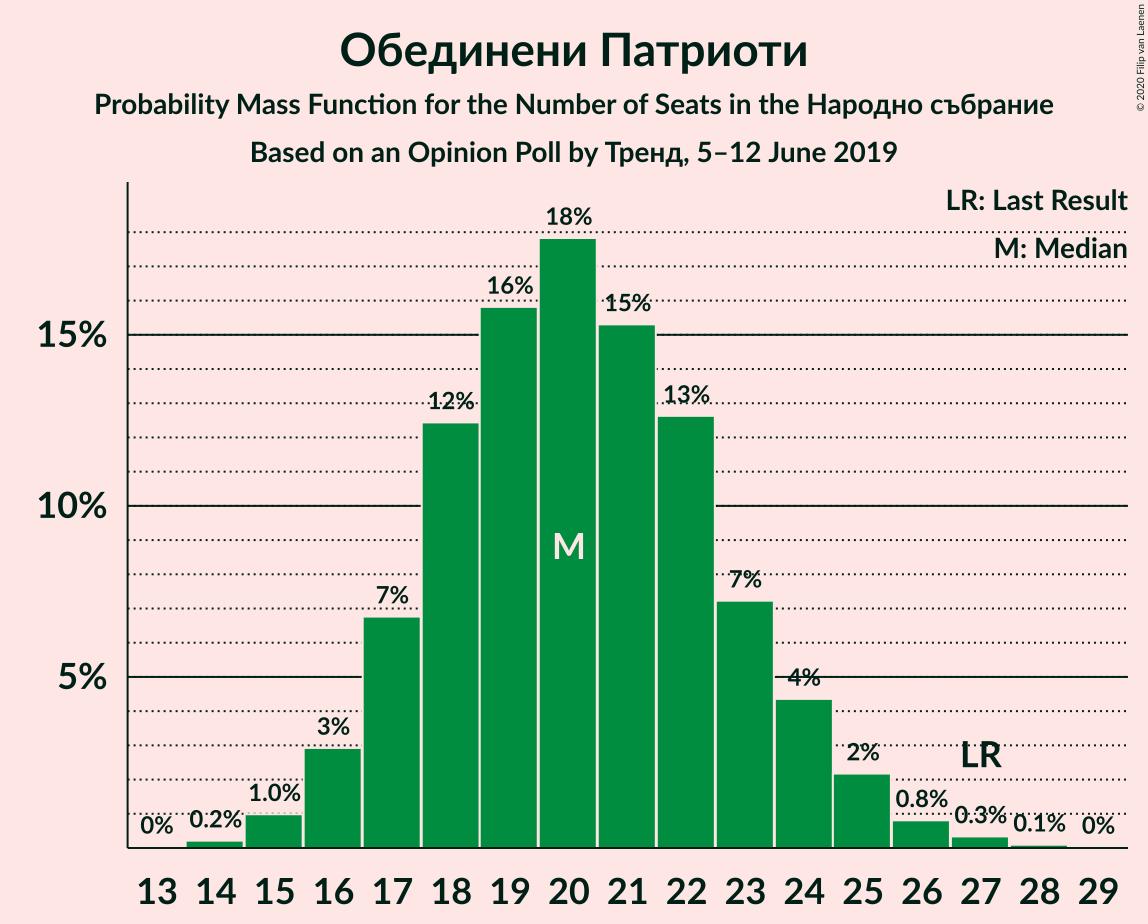 Обединени Патриоти
Probability Mass Function for the Number of Seats in the Народно събрание
Based on an Opinion Poll by Тренд, 5–12 June 2019
© 2020 Filip van Laenen
LR: Last Result
M: Median
18%
16%
15%
15%
13%
12%
10%
M
7%
7%
5%
4%
3%
2%
LR
1.0%
0.8%
0.3%
0.2%
0.1%
0%
0%
13 14 15 16 17 18 19 20 21 22 23 24 25 26 27 28 29